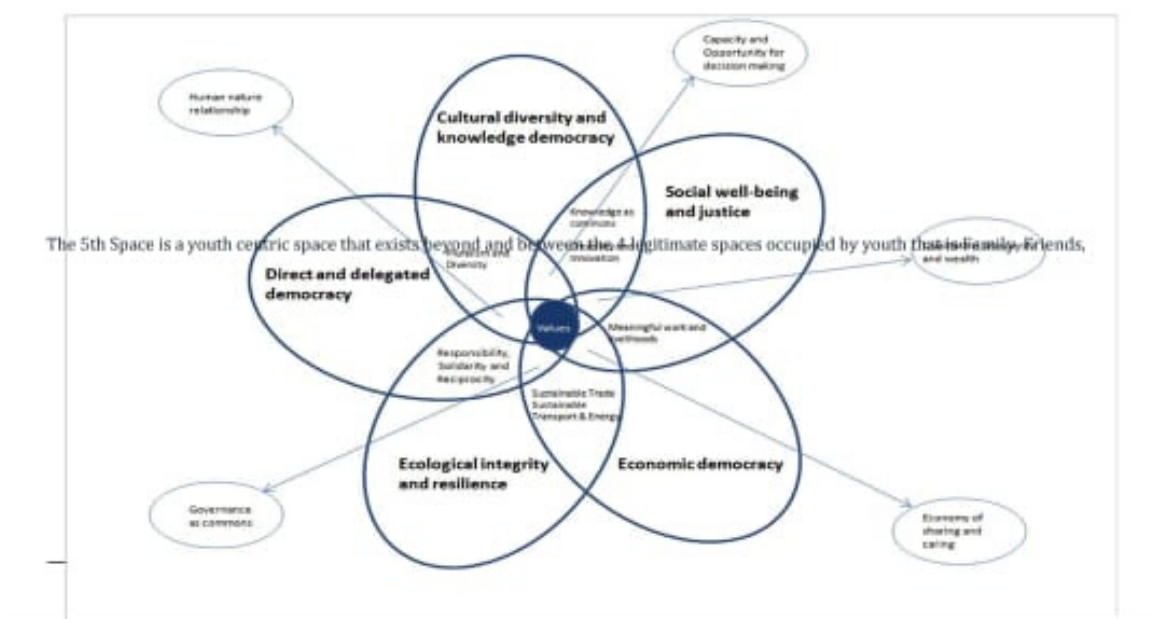 Capacity and
Opportunity for
decision making
Human nature
relationship
Cultural diversity and
knowledge democracy
Social well-being
and justice
Knowledge as
commons
The 5th Space is a youth centric space that exists beyond and between the 4 legitimate spaces occupied by youth that is Family, Friends,
Innovation
and wealth
Diversity
Direct and delegated
democracy
Values
Meaningful work and
livelihoods
Responsibility,
Solidarity and
Reciprocity
Sustainable Trade
Sustainable
Transport & Energy
Ecological integrity
and resilience
Economic democracy
Governance
as commons
Economy of
sharing and
caring